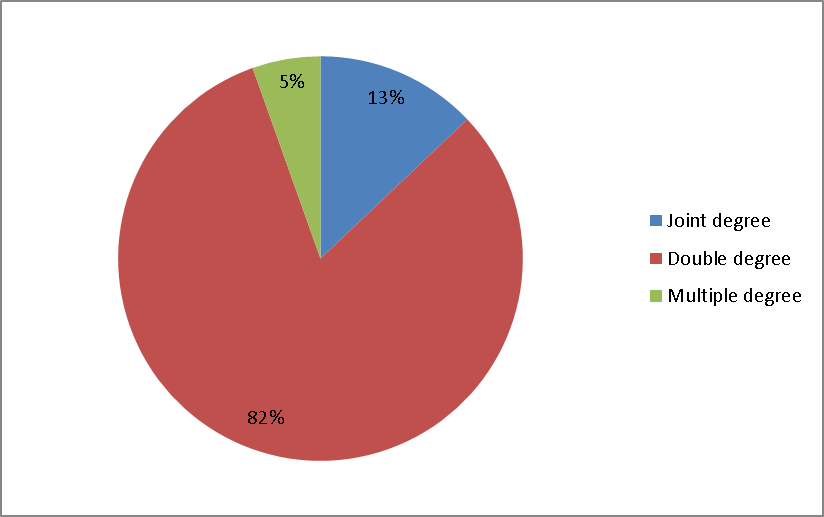 5%
13%
82%
Joint degree
Double degree
Multiple degree